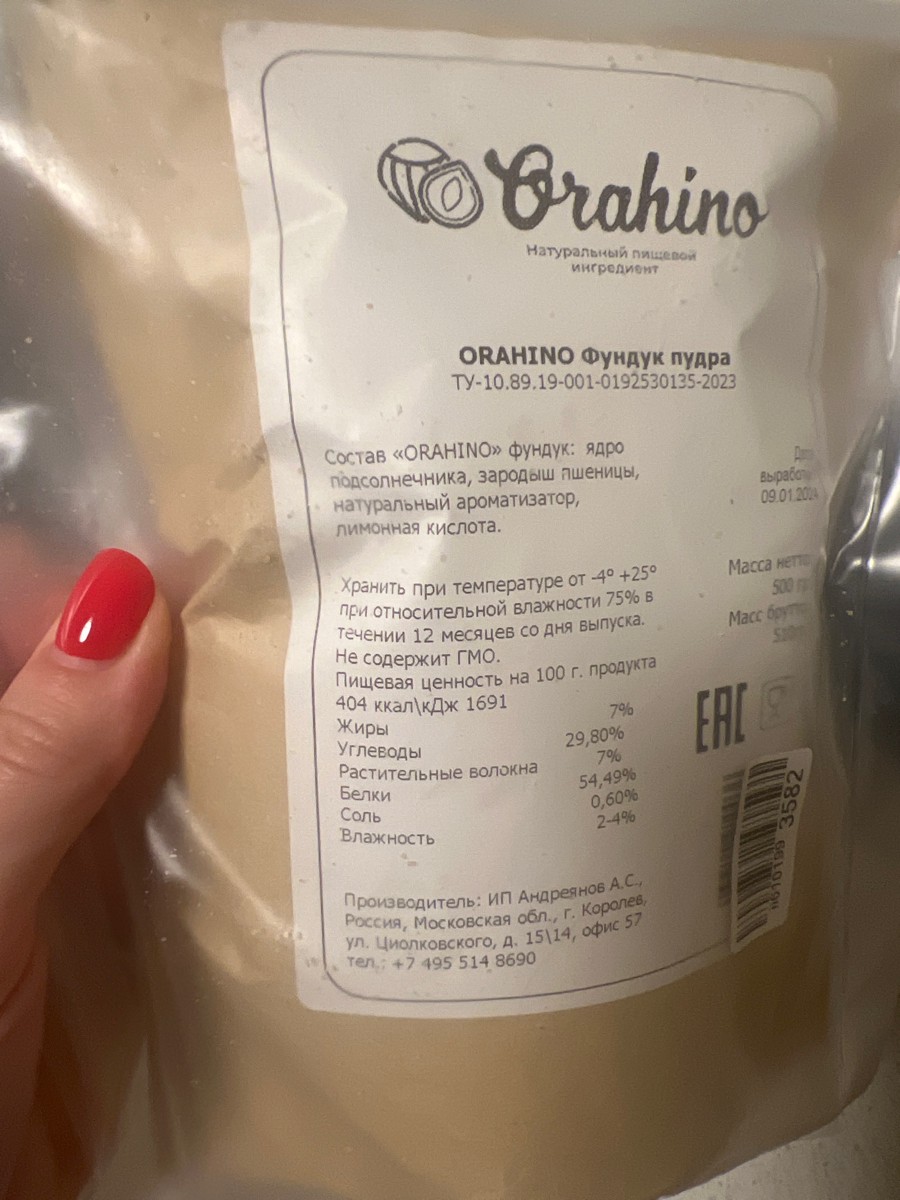 Orahino
Натуральный пищевой
ингредиент
ORAHINO Фундук пудра
ТУ-10.89.19-001-0192530135-2023
Состав «ORAHINO» фундук: ядро
подсолнечника, зародыш пшеницы,
натуральный ароматизатор,
лимонная кислота.
выработки
09.01.2024
Хранить при температуре от -4° +25°
при относительной влажности 75% в
течении 12 месяцев со дня выпуска.
Не содержит ГМО.
Масса нетто
500 гр
Масс брутто
510
Пищевая ценность на 100 г. продукта
404 ккал\кДж 1691
Жиры 7%
Углеводы 29,80%
Растительные волокна 7%
Белки 54,49%
Соль 0,60%
Влажность 2-4%
EAC
3582
Производитель: ИП Андреянов А.С.,
Россия, Московская обл., г. Королев,
ул. Циолковского, д. 15\14, офис 57
тел.: +7 495 514 8690